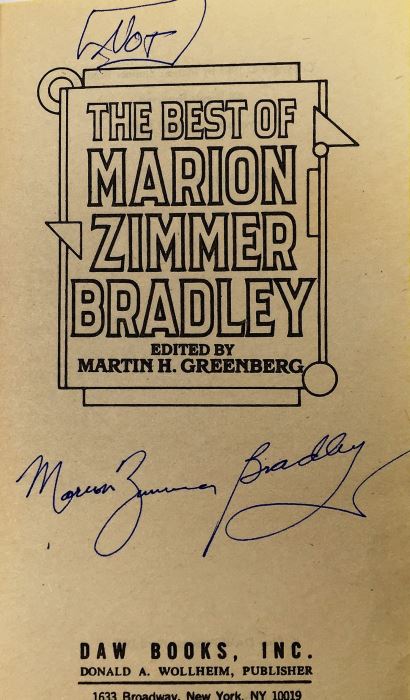 Not
THE BEST OF
MARION
ZIMMER
BRADLEY
EDITED BY
MARTIN H. GREENBERG
Marion Zimmer Bradley
DAW BOOKS, INC.
DONALD A. WOLLHEIM, PUBLISHER
1633 Broadway, New York, NY 10019